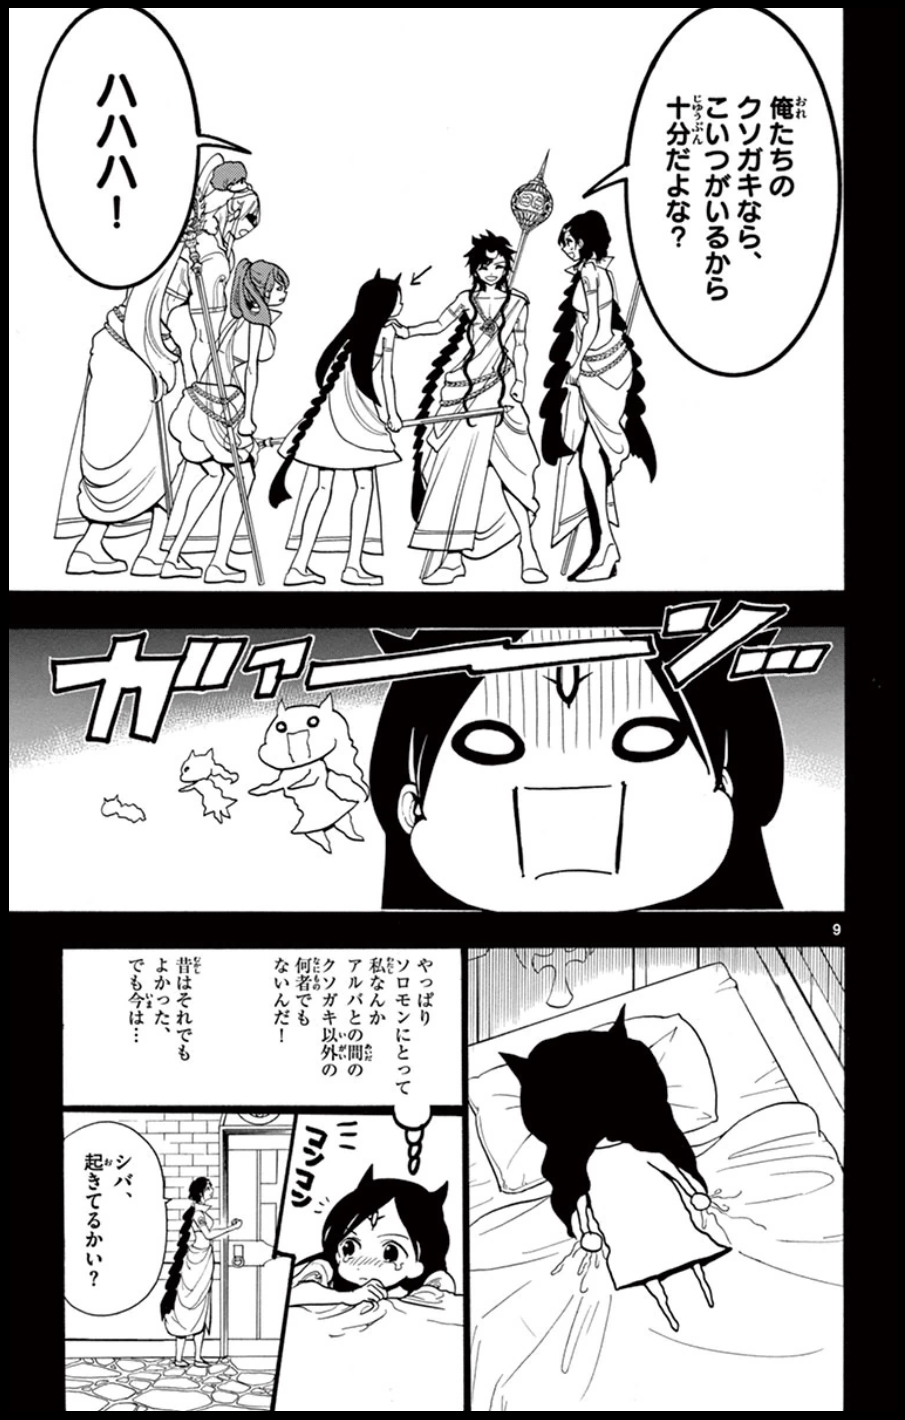 俺たちの
クソガキなら、
こいつがいるから
十分だよな?
ハハハ!
ガァーーン…
9
やっぱり
ソロモンにとって
私なんか
アルバとの間の
クソガキ以外の
何者でも
ないんだ!
昔はそれでも
よかった、
でも今は…
コンコン
シバ、
起きてるかい?